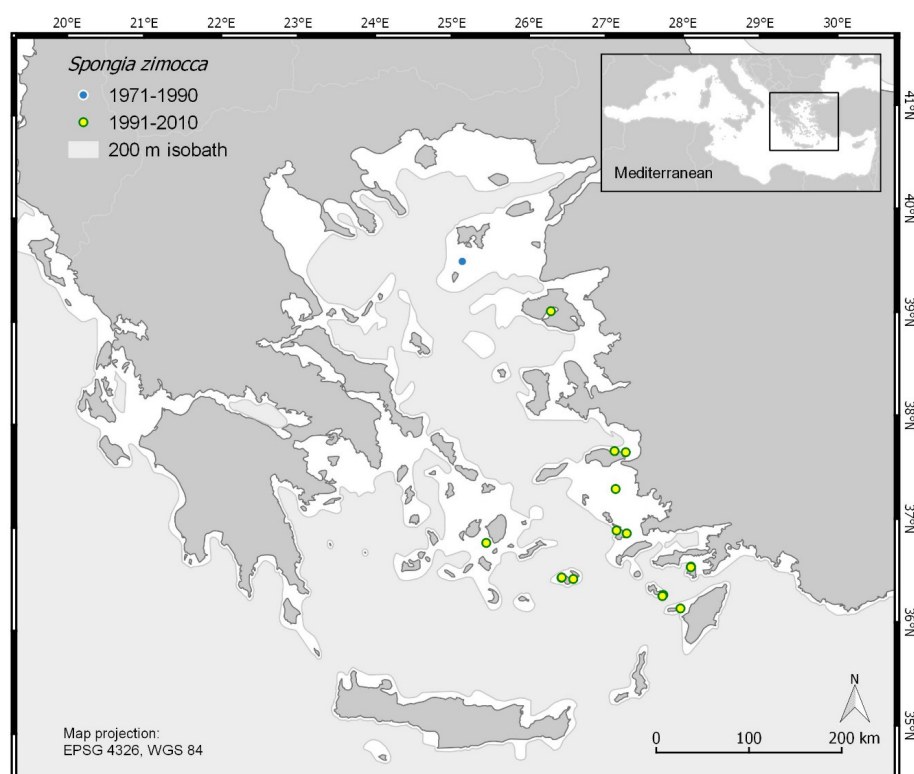 20°E 21°E 22°E 23°E 24°E 25°E 26°E 27°E 28°E 29°E 30°E
Spongia zimocca
1971-1990
1991-2010
200 m isobath
Mediterranean
41°N
40°N
39°N
38°N
37°N
36°N
35°N
Map projection:
EPSG 4326, WGS 84
N
0 100 200 km